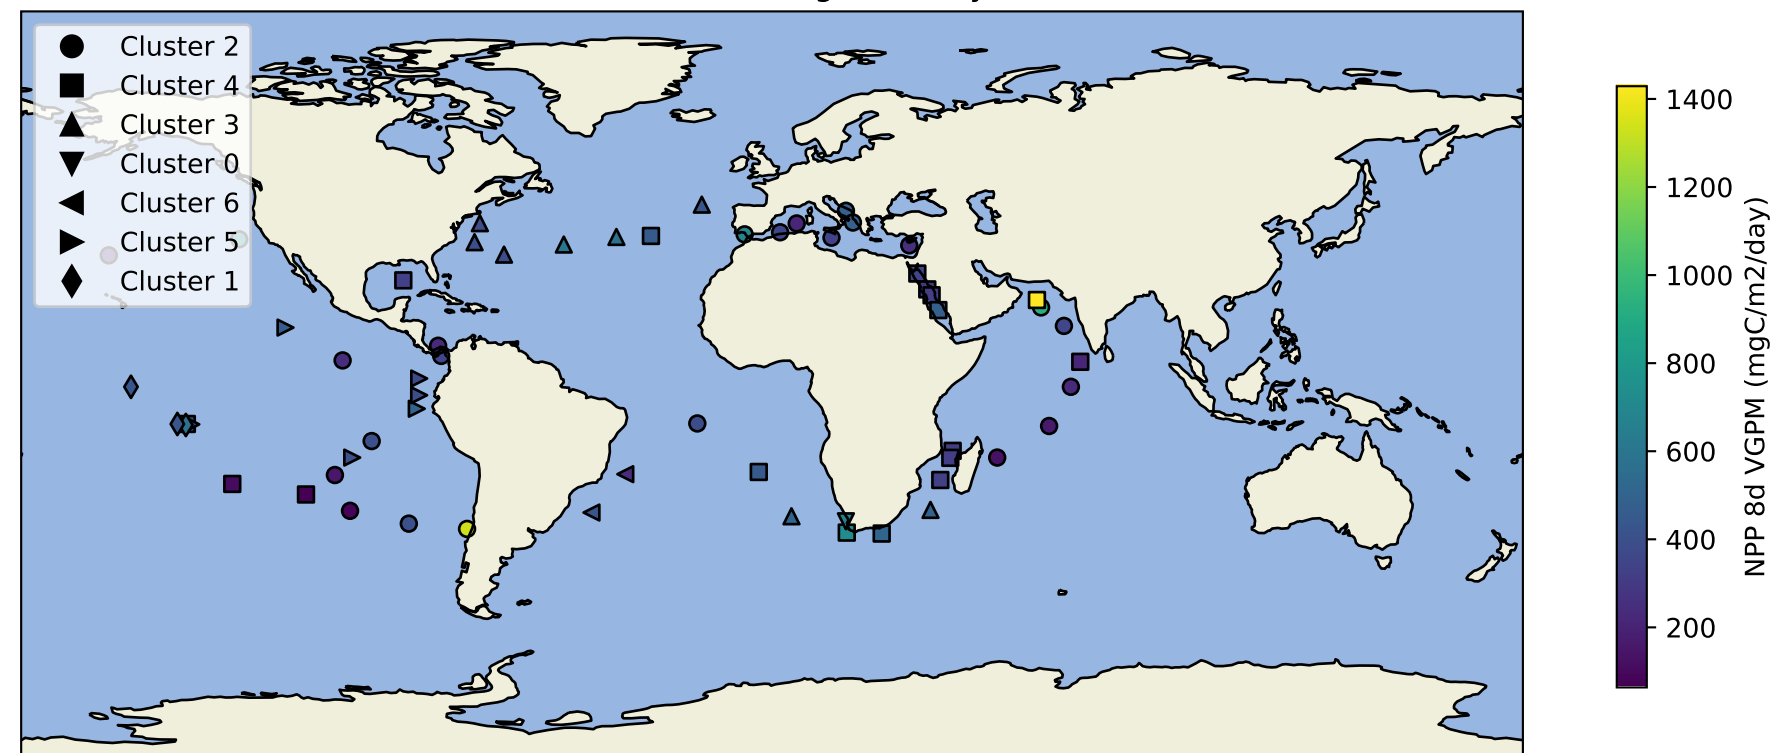 Cluster 2
Cluster 4
Cluster 3
Cluster 0
Cluster 6
Cluster 5
Cluster 1
1400
1200
1000
800
600
400
200
NPP 8d VGPM (mgC/m2/day)